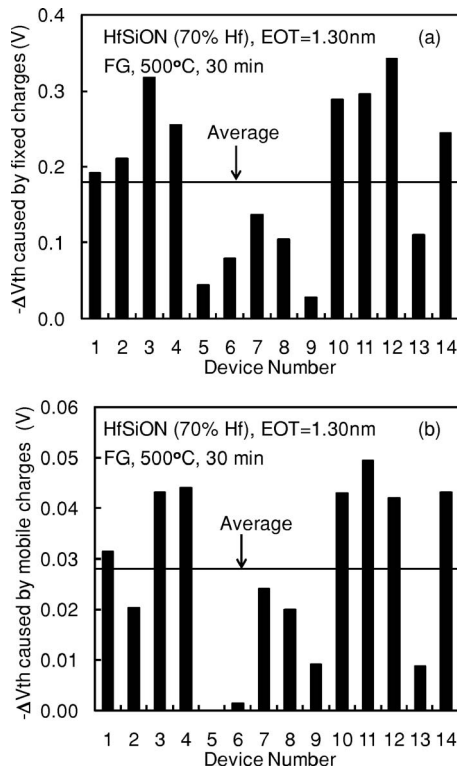 HfSiON (70% Hf), EOT=1.30nm (a)
FG, 500ºC, 30 min
Average
-ΔVth caused by fixed charges (V)
0.4
0.3
0.2
0.1
0.0
1 2 3 4 5 6 7 8 9 10 11 12 13 14
Device Number
HfSiON (70% Hf), EOT=1.30nm (b)
FG, 500ºC, 30 min
Average
-ΔVth caused by mobile charges (V)
0.06
0.05
0.04
0.03
0.02
0.01
0.00
1 2 3 4 5 6 7 8 9 10 11 12 13 14
Device Number